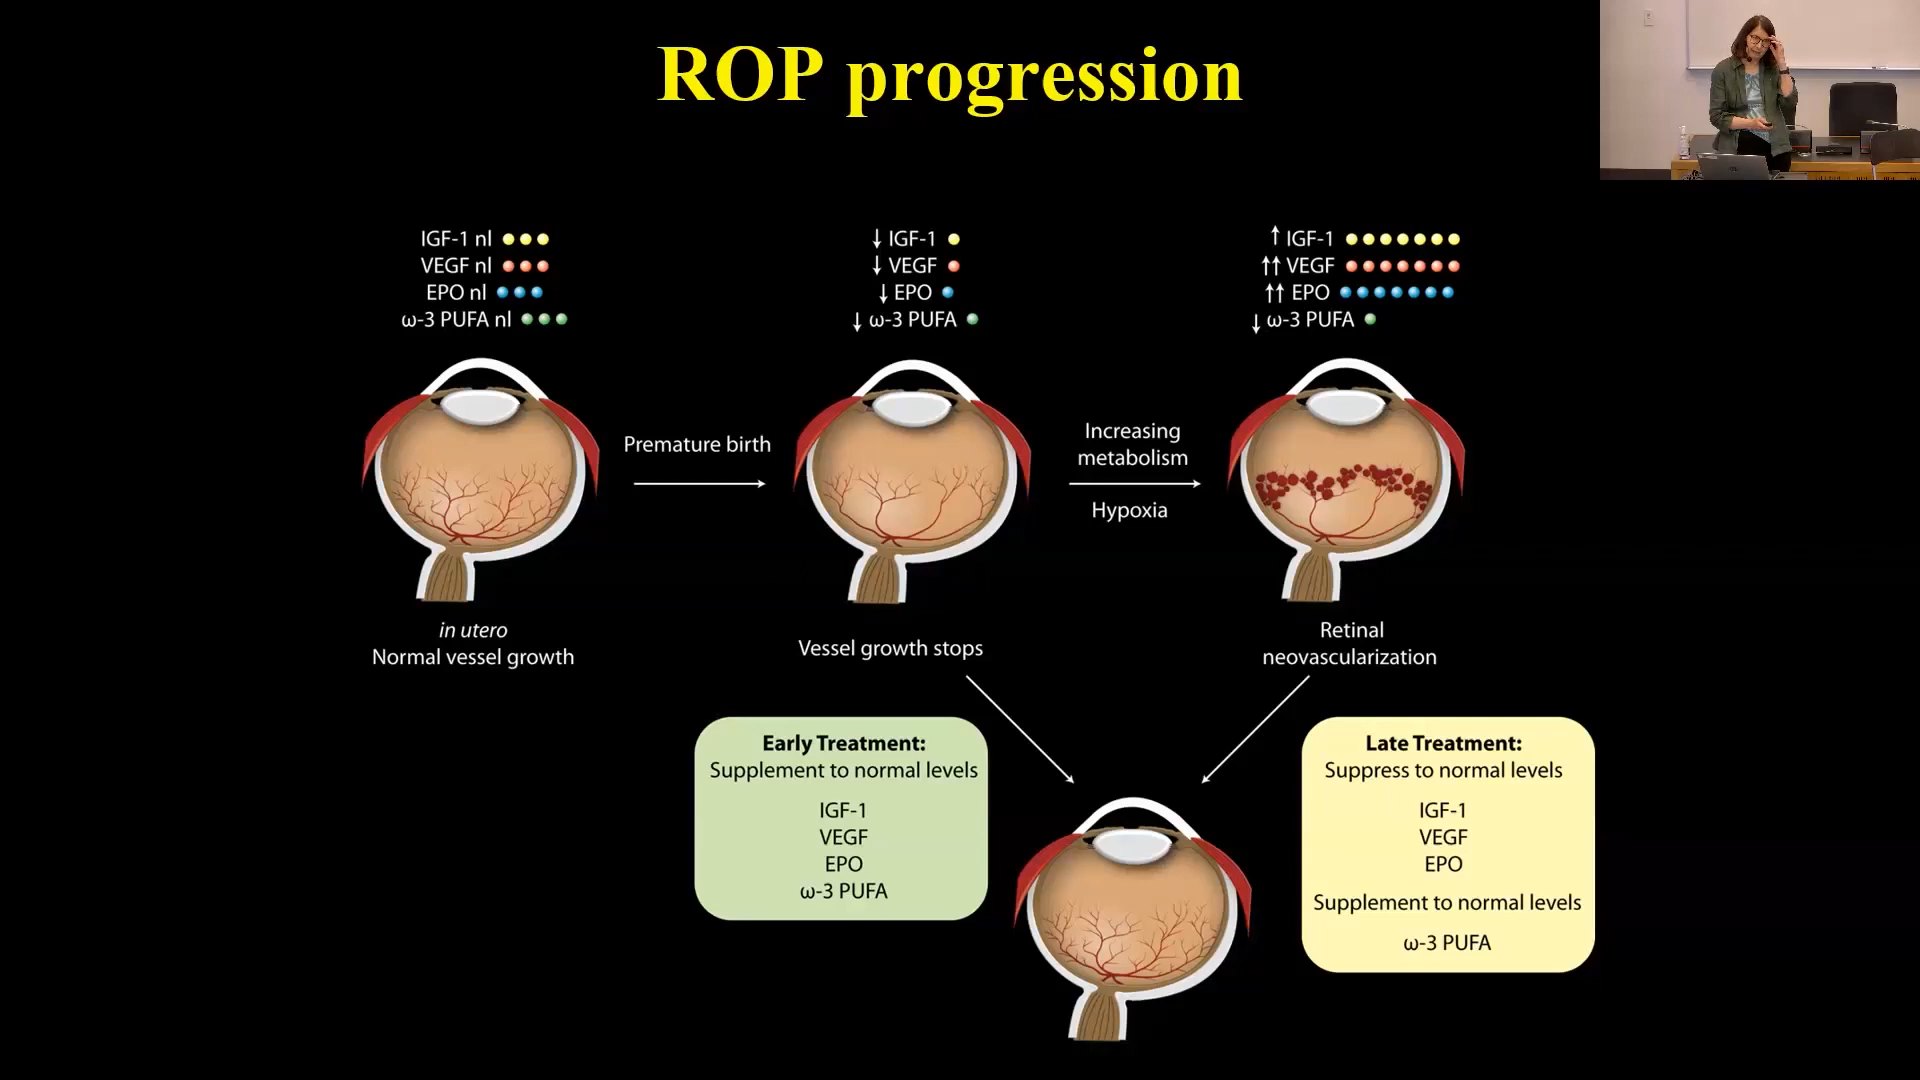 ROP progression
IGF-1 nl
VEGF nl
EPO nl
ω-3 PUFA nl
↓ IGF-1
↓ VEGF
↓ EPO
↓ ω-3 PUFA
↑ IGF-1
↑↑ VEGF
↑↑ EPO
↓ ω-3 PUFA
Premature birth
Increasing
metabolism
Hypoxia
in utero
Normal vessel growth
Vessel growth stops
Retinal
neovascularization
Early Treatment:
Supplement to normal levels
IGF-1
VEGF
EPO
ω-3 PUFA
Late Treatment:
Suppress to normal levels
IGF-1
VEGF
EPO
Supplement to normal levels
ω-3 PUFA